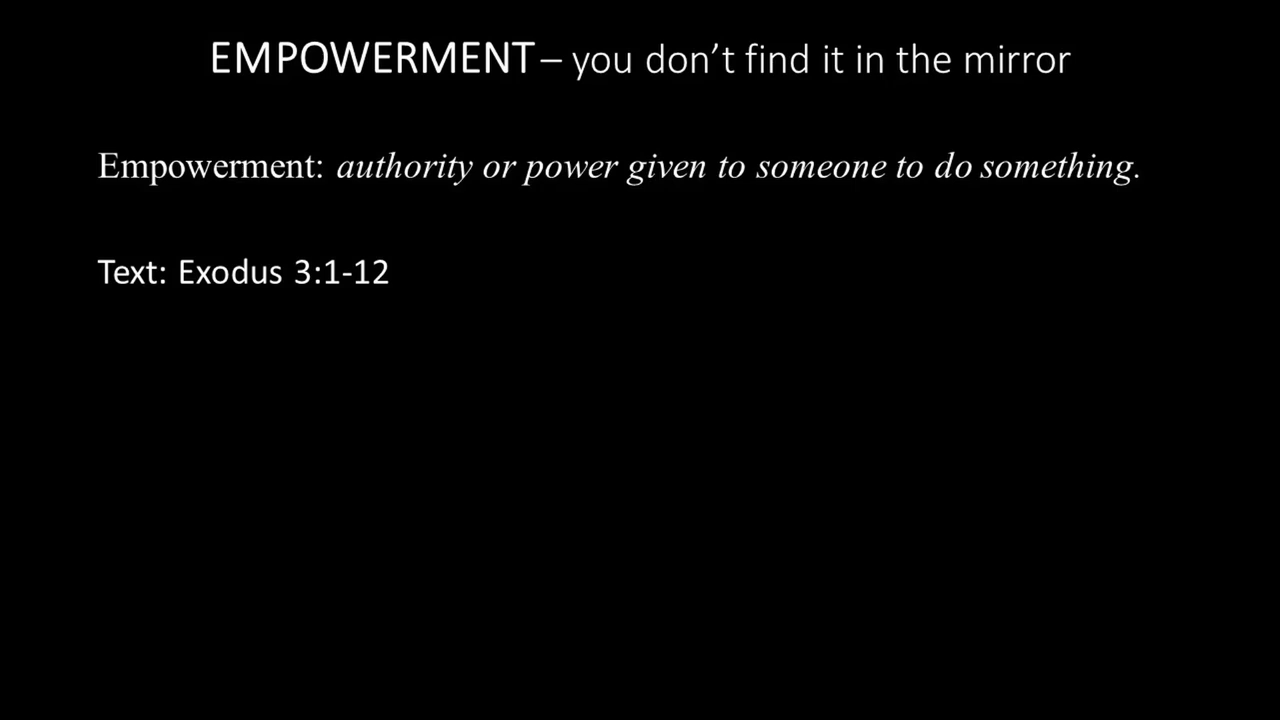 EMPOWERMENT – you don’t find it in the mirror
Empowerment: authority or power given to someone to do something.
Text: Exodus 3:1-12